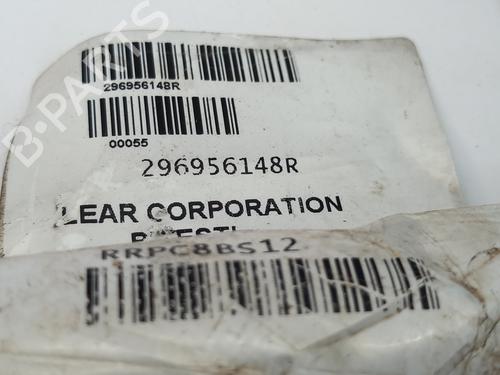 296956148R
00055
296956148R
LEAR CORPORATION
RRPC8BS12
B-PARTS